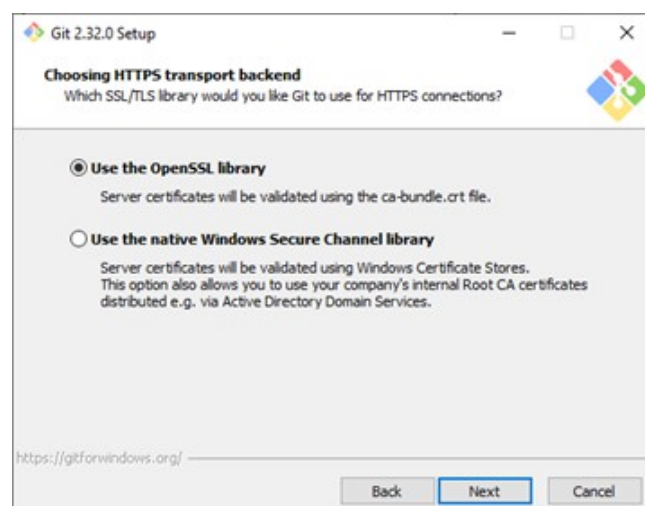 Git 2.32.0 Setup
Choosing HTTPS transport backend
Which SSL/TLS library would you like Git to use for HTTPS connections?
Use the OpenSSL library
Server certificates will be validated using the ca-bundle.crt file.
Use the native Windows Secure Channel library
Server certificates will be validated using Windows Certificate Stores.
This option also allows you to use your company's internal Root CA certificates
distributed e.g. via Active Directory Domain Services.
https://gitforwindows.org/
Back Next Cancel